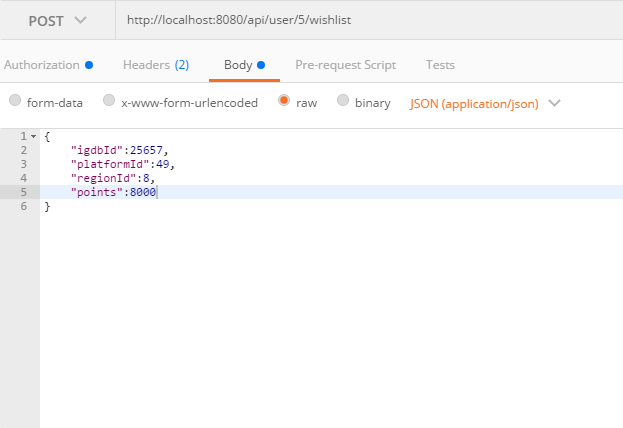 POST http://localhost:8080/api/user/5/wishlist
Authorization Headers (2) Body Pre-request Script Tests
form-data x-www-form-urlencoded raw binary JSON (application/json)
1 {
2 "igdbId":25657,
3 "platformId":49,
4 "regionId":8,
5 "points":8000
6 }